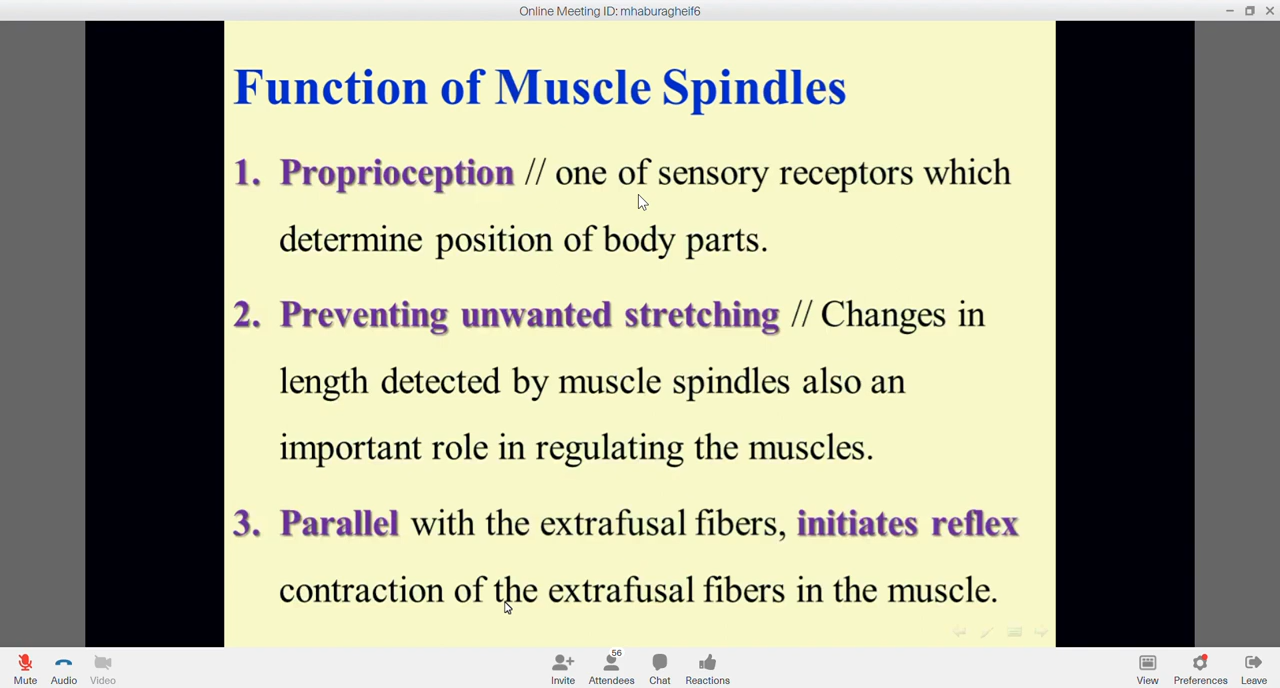 Online Meeting ID: mhaburagheif6
Function of Muscle Spindles
1. Proprioception // one of sensory receptors which
determine position of body parts.
2. Preventing unwanted stretching // Changes in
length detected by muscle spindles also an
important role in regulating the muscles.
3. Parallel with the extrafusal fibers, initiates reflex
contraction of the extrafusal fibers in the muscle.
56
Mute Audio Video Invite Attendees Chat Reactions View Preferences Leave